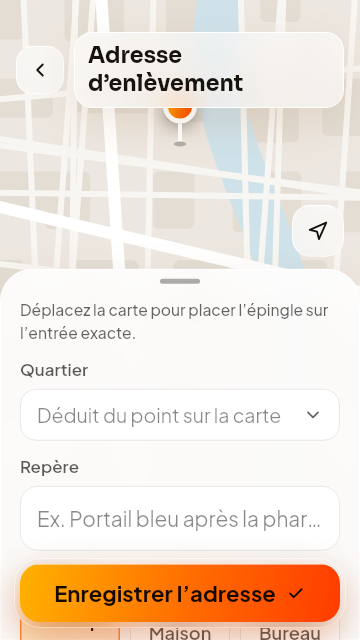 Adresse
d’enlèvement
Déplacez la carte pour placer l’épingle sur
l’entrée exacte.
Quartier
Déduit du point sur la carte
Repère
Ex. Portail bleu après la phar…
Enregistrer l’adresse
Maison
Bureau